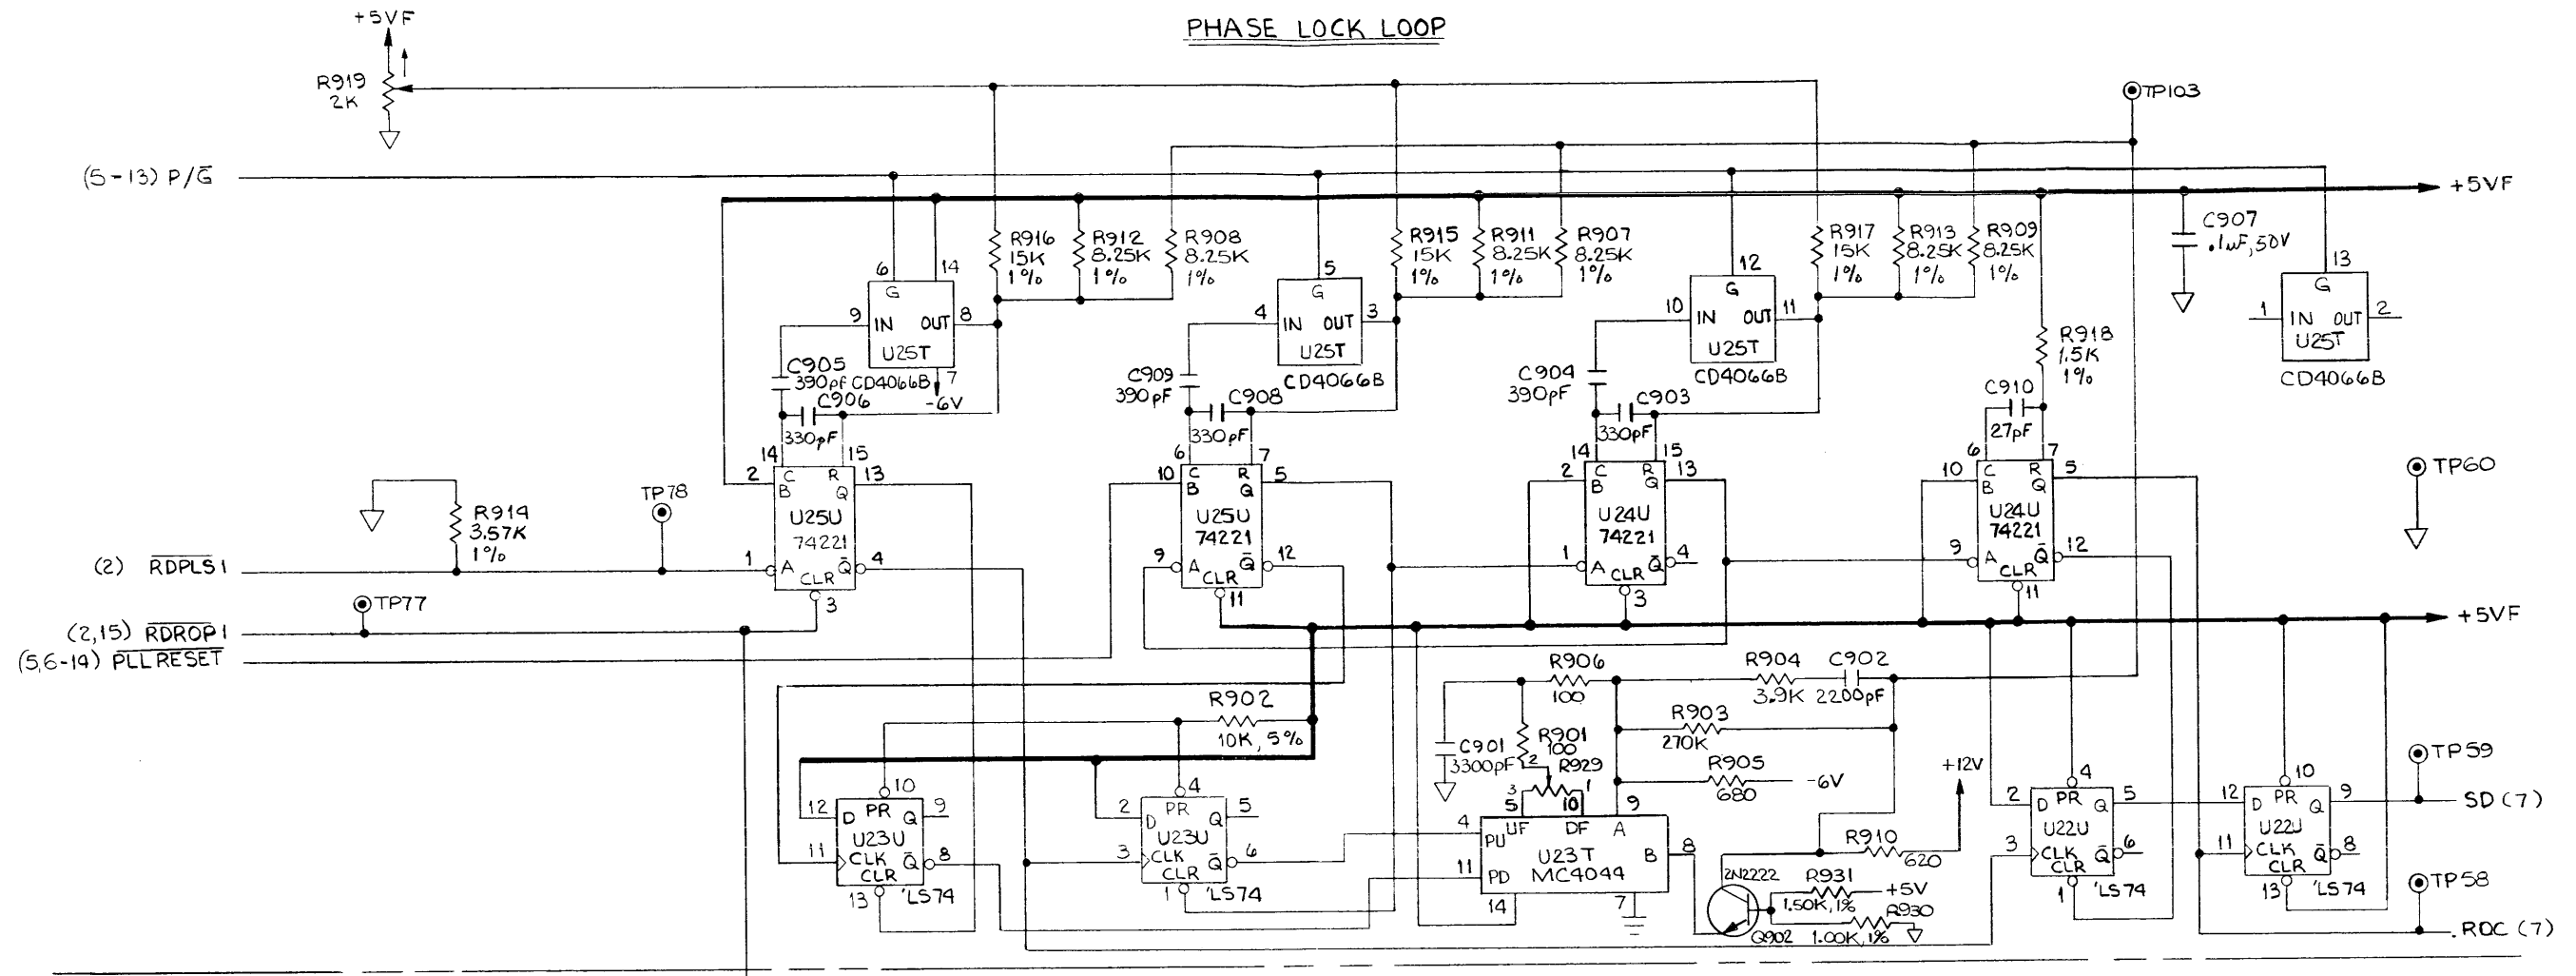 PHASE LOCK LOOP
+5VF
R919
2K
TP103
(5-13) P/G̅
+5VF
R916
15K
1%
R912
8.25K
1%
R908
8.25K
1%
R915
15K
1%
R911
8.25K
1%
R907
8.25K
1%
R917
15K
1%
R913
8.25K
1%
R909
8.25K
1%
C907
.1uF, 50V
6
14
G
9
IN OUT
8
U25T
7
-6V
CD4066B
5
G
4
IN OUT
3
U25T
CD4066B
12
G
10
IN OUT
11
U25T
CD4066B
13
G
1
IN OUT
2
U25T
CD4066B
C905
390pF
C906
330pF
C909
390pF
C908
330pF
C904
390pF
C903
330pF
R918
1.5K
1%
C910
27pF
14
15
2
C R
B Q
13
U25U
74221
1
A Q̅
4
CLR
3
6
7
10
C R
B Q
5
U25U
74221
9
A Q̅
12
CLR
11
14
15
2
C R
B Q
13
U24U
74221
1
A Q̅
4
CLR
3
6
7
10
C R
B Q
5
U24U
74221
9
A Q̅
12
CLR
11
TP60
R914
3.57K
1%
TP78
(2) RDPLS1
TP77
(2,15) RDROP1
(5,6-14) PLLRESET
+5VF
R902
10K, 5%
R906
100
R904
3.9K
C902
2200pF
R903
270K
R905
680
-6V
C901
3300pF
R901
100
R929
2
3
1
+12V
R910
620
2N2222
Q902
R931
1.50K, 1%
+5V
R930
1.00K, 1%
10
12
D PR Q
9
U23U
11
CLK Q̅
8
CLR
13
'LS74
4
2
D PR Q
5
U23U
3
CLK Q̅
6
CLR
1
'LS74
5
10
9
4
PU
UF DF A
U23T
MC4044
B
8
11
PD
14
7
4
2
D PR Q
5
U22U
3
CLK Q̅
6
CLR
1
'LS74
10
12
D PR Q
9
U22U
11
CLK Q̅
8
CLR
13
'LS74
TP59
SD (7)
TP58
RDC (7)